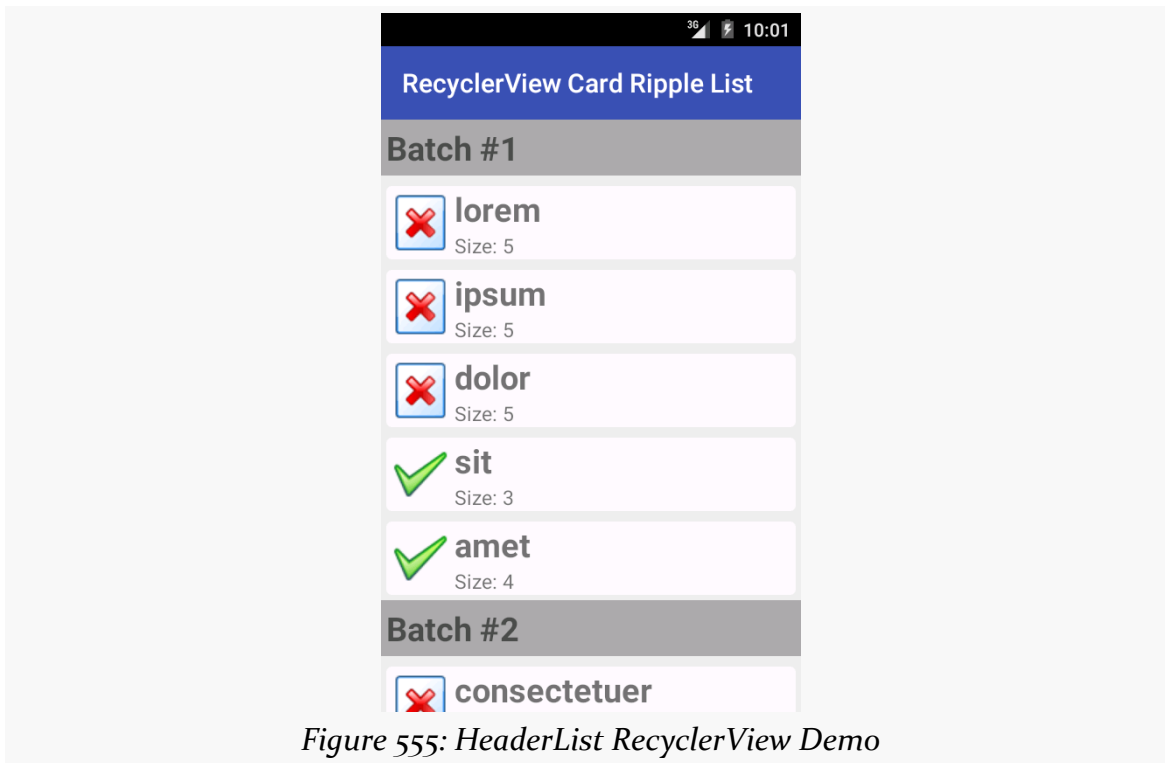 3G 10:01
RecyclerView Card Ripple List
Batch #1
lorem
Size: 5
ipsum
Size: 5
dolor
Size: 5
sit
Size: 3
amet
Size: 4
Batch #2
consectetuer
Figure 555: HeaderList RecyclerView Demo